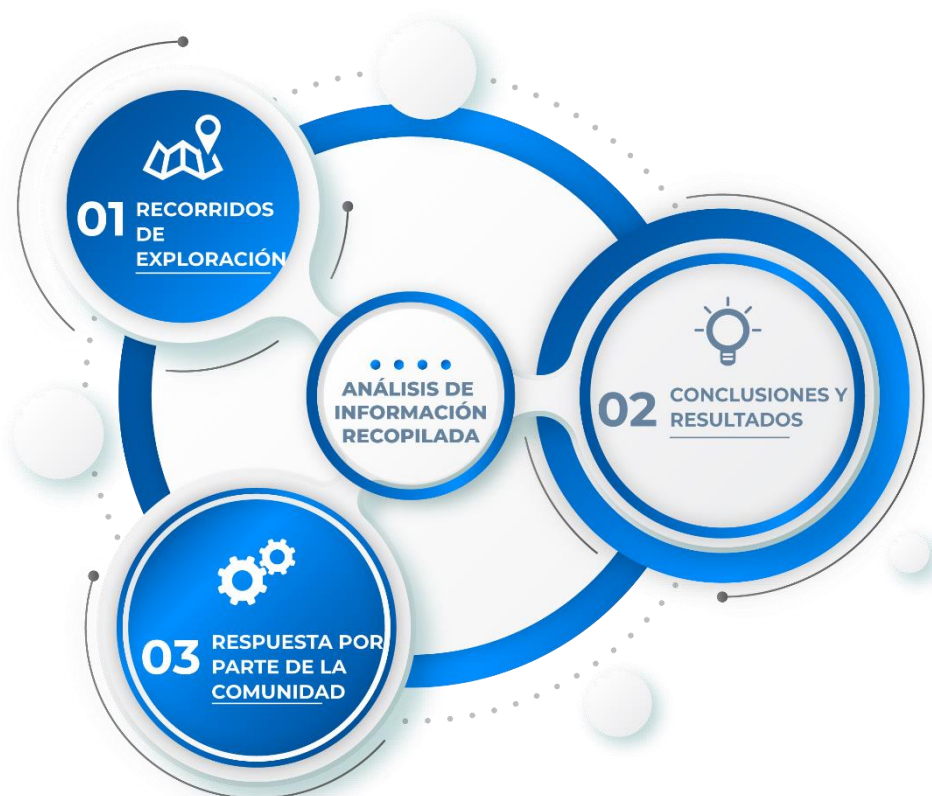 01
RECORRIDOS
DE
EXPLORACIÓN
ANÁLISIS DE
INFORMACIÓN
RECOPILADA
02
CONCLUSIONES Y
RESULTADOS
03
RESPUESTA POR
PARTE DE LA
COMUNIDAD